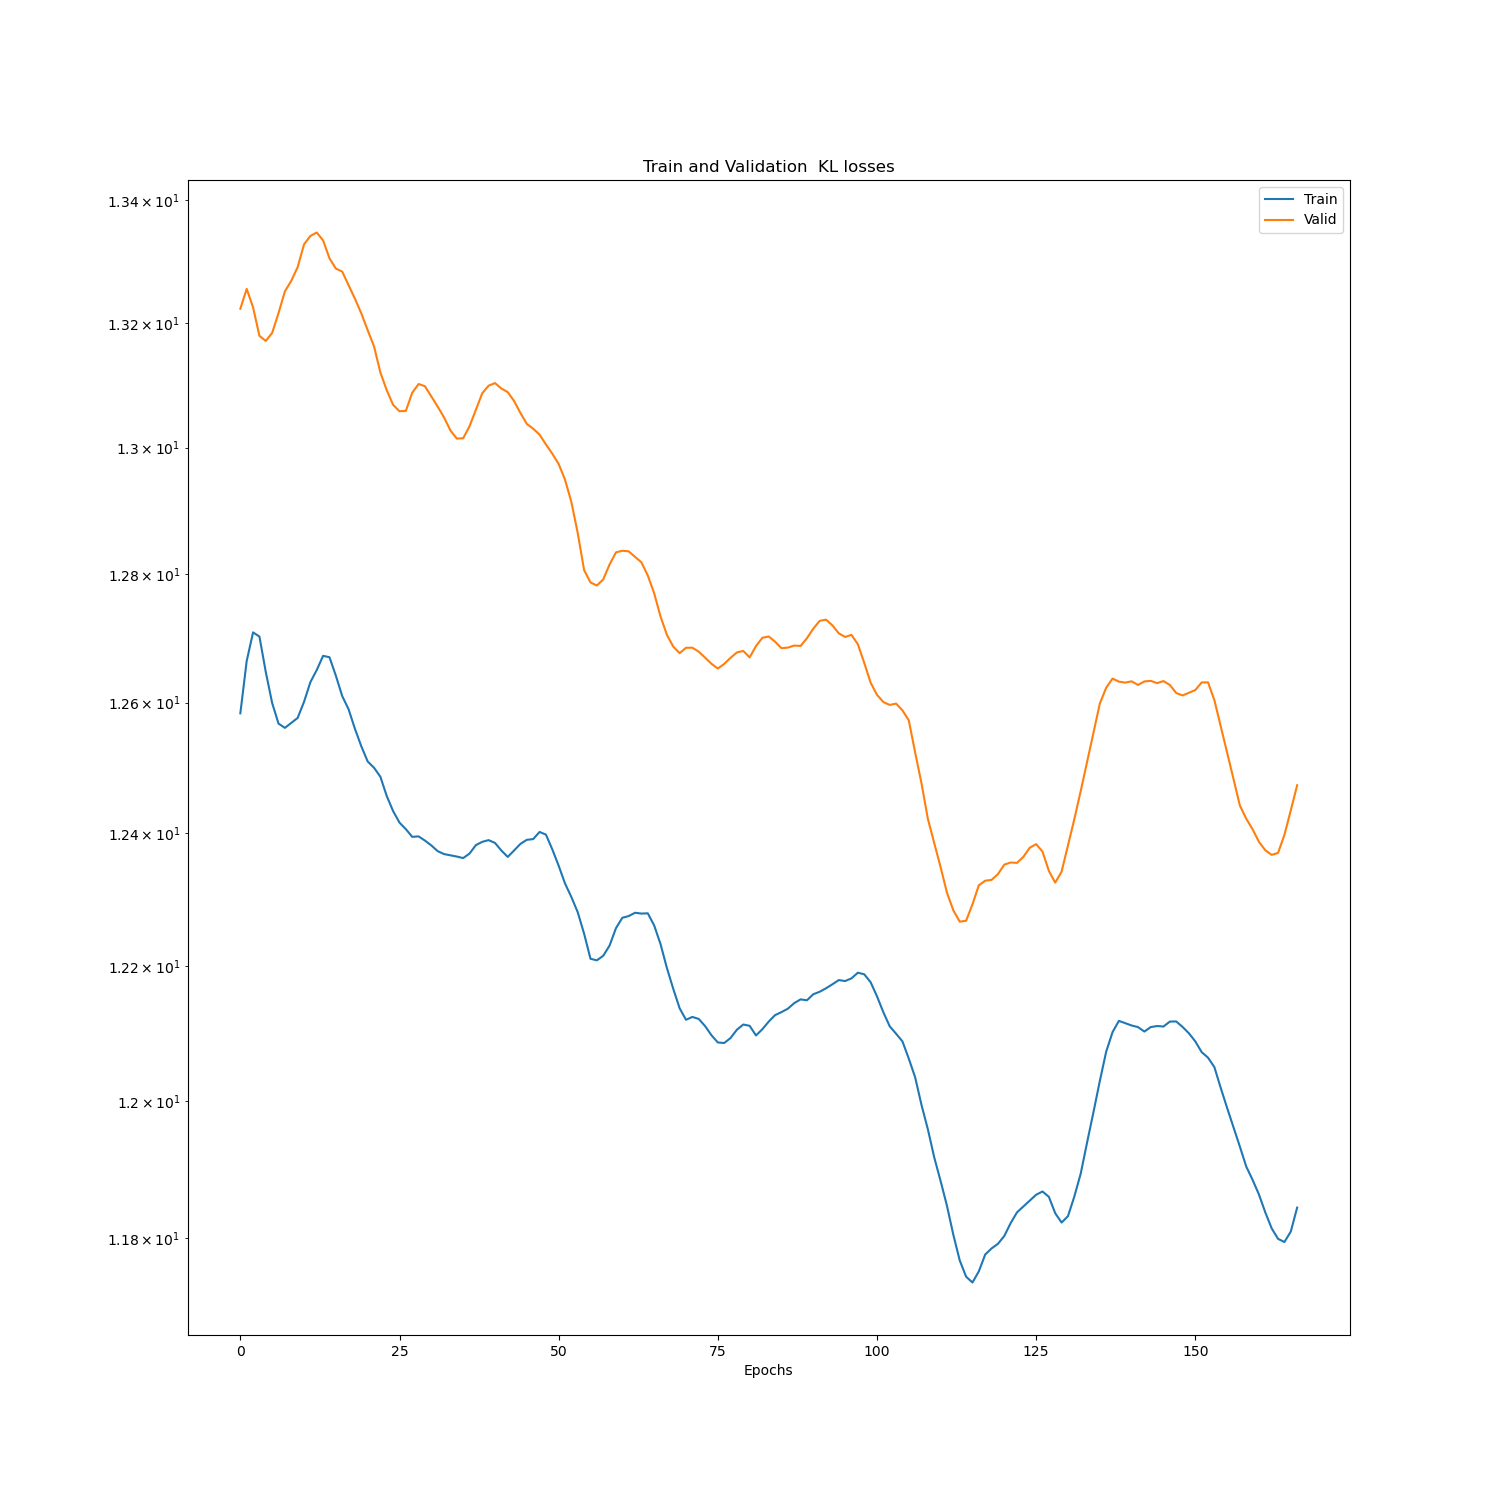 Train and Validation  KL losses
Train
Valid
1.34 × 10¹
1.32 × 10¹
1.3 × 10¹
1.28 × 10¹
1.26 × 10¹
1.24 × 10¹
1.22 × 10¹
1.2 × 10¹
1.18 × 10¹
0 25 50 75 100 125 150
Epochs